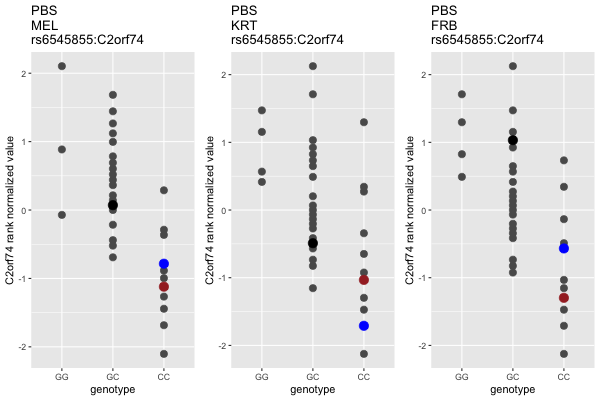 PBS
MEL
rs6545855:C2orf74
C2orf74 rank normalized value
2
1
0
-1
-2
GG GC CC
genotype
PBS
KRT
rs6545855:C2orf74
C2orf74 rank normalized value
2
1
0
-1
-2
GG GC CC
genotype
PBS
FRB
rs6545855:C2orf74
C2orf74 rank normalized value
2
1
0
-1
-2
GG GC CC
genotype